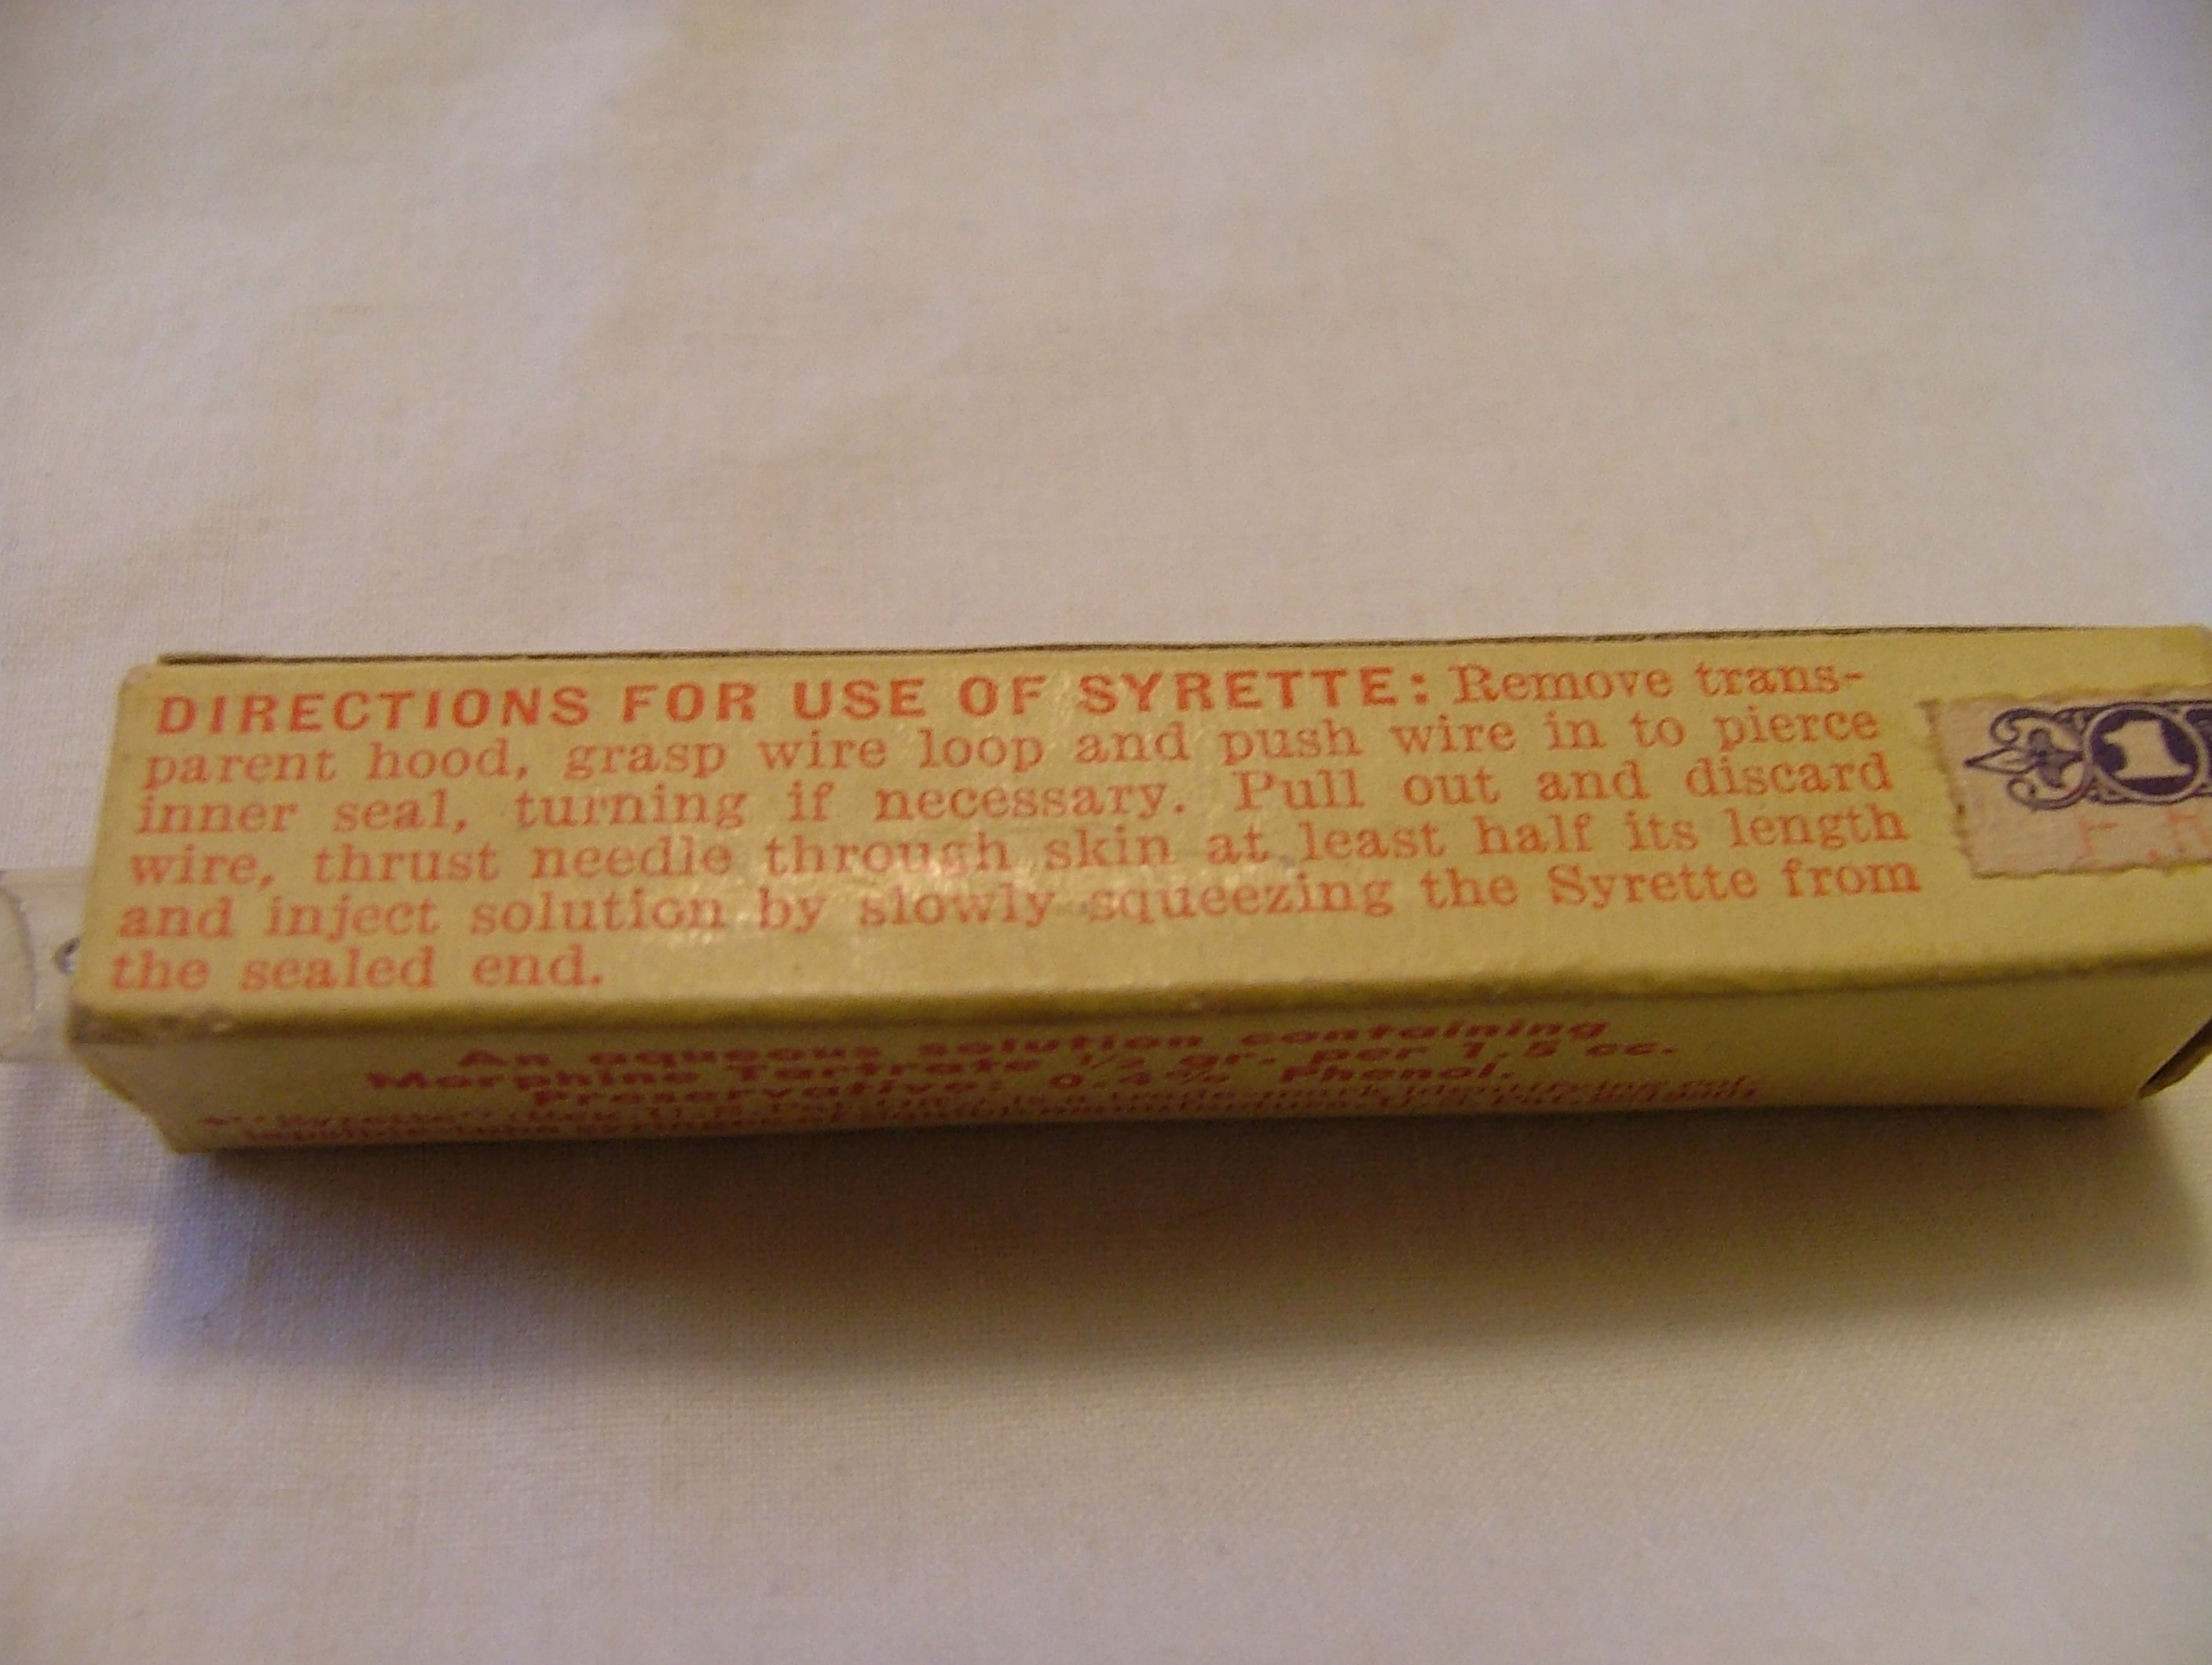 DIRECTIONS FOR USE OF SYRETTE: Remove trans-
parent hood, grasp wire loop and push wire in to pierce
inner seal, turning if necessary. Pull out and discard
wire, thrust needle through skin at least half its length
and inject solution by slowly squeezing the Syrette from
the sealed end.
1
An aqueous solution containing
Morphine Tartrate 1/2 gr. per 1.5 cc.
Preservative: 0.4% Phenol.